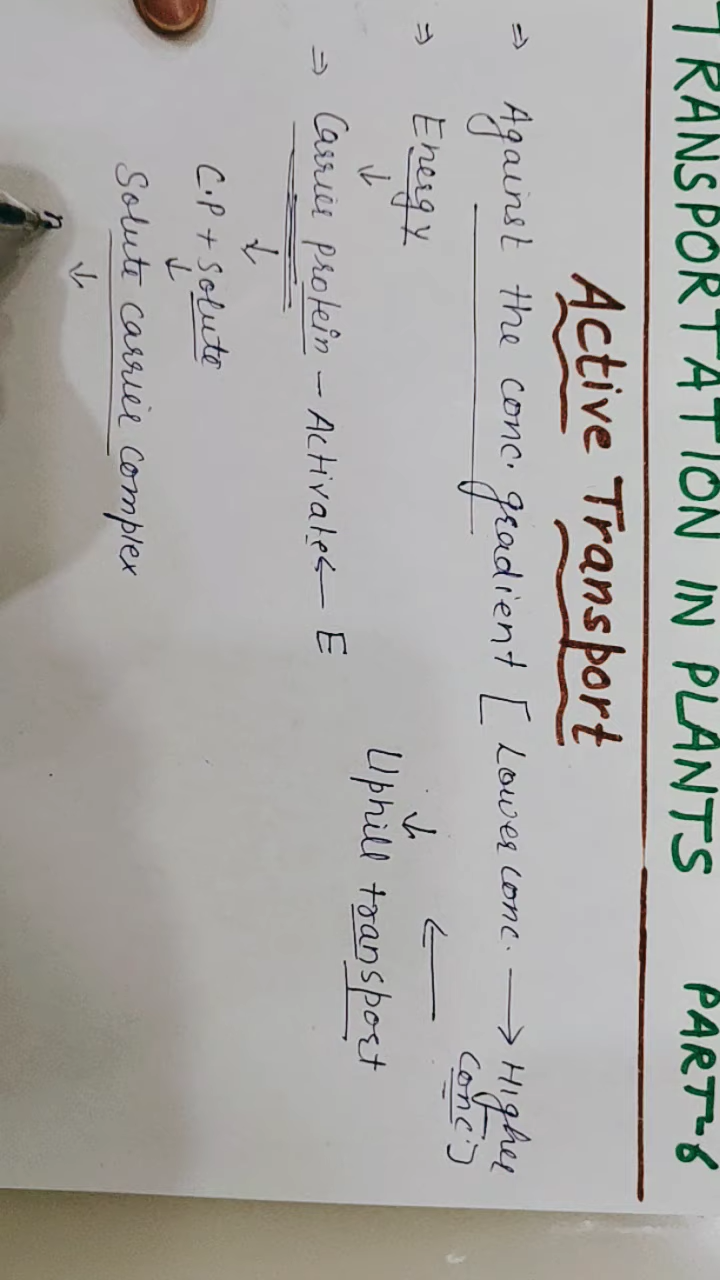 TRANSPORTATION IN PLANTS PART-6
Active Transport
⇒ Against the conc. gradient [Lower conc. → Higher
conc.]
⇒ Energy ←
↓ ↓
Uphill transport
⇒ Carrier protein - Activates ← E
↓
C.P + Solute
↓
Solute carrier complex
↓